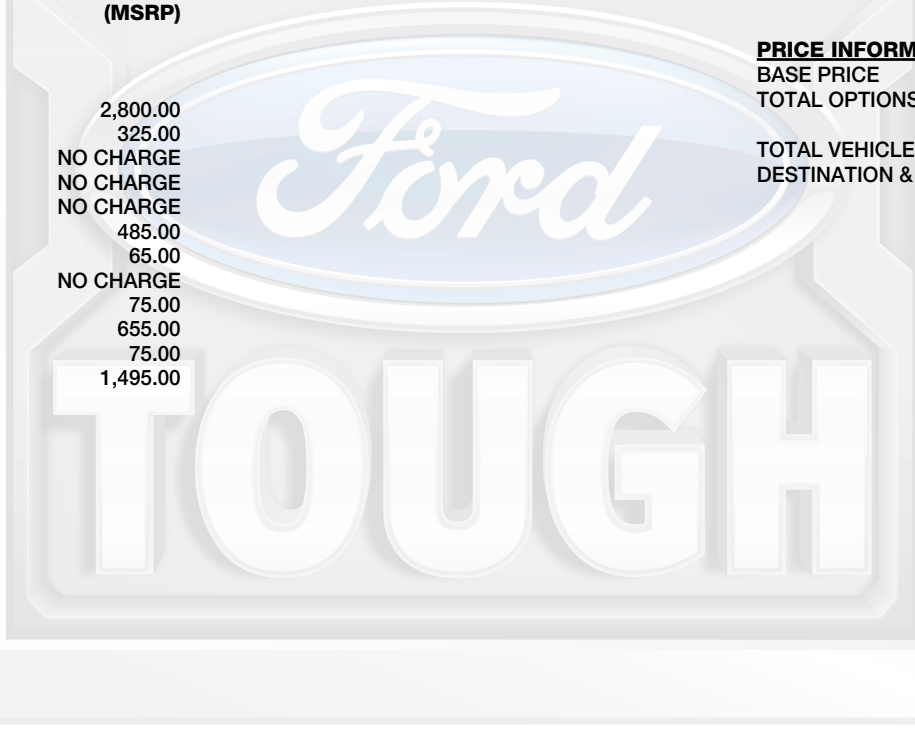 (MSRP)
2,800.00
325.00
NO CHARGE
NO CHARGE
NO CHARGE
485.00
65.00
NO CHARGE
75.00
655.00
75.00
1,495.00
PRICE INFORM
BASE PRICE
TOTAL OPTIONS
TOTAL VEHICLE
DESTINATION &
Ford
TOUGH